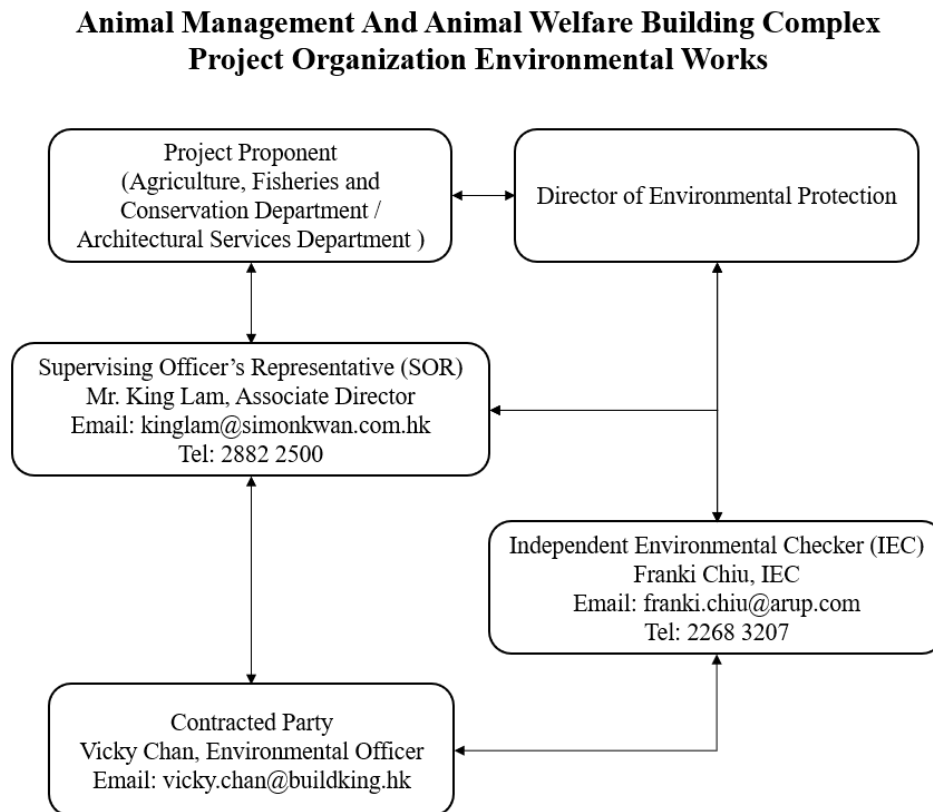 Animal Management And Animal Welfare Building Complex
Project Organization Environmental Works
Project Proponent
(Agriculture, Fisheries and
Conservation Department /
Architectural Services Department )
Director of Environmental Protection
Supervising Officer’s Representative (SOR)
Mr. King Lam, Associate Director
Email: kinglam@simonkwan.com.hk
Tel: 2882 2500
Independent Environmental Checker (IEC)
Franki Chiu, IEC
Email: franki.chiu@arup.com
Tel: 2268 3207
Contracted Party
Vicky Chan, Environmental Officer
Email: vicky.chan@buildking.hk